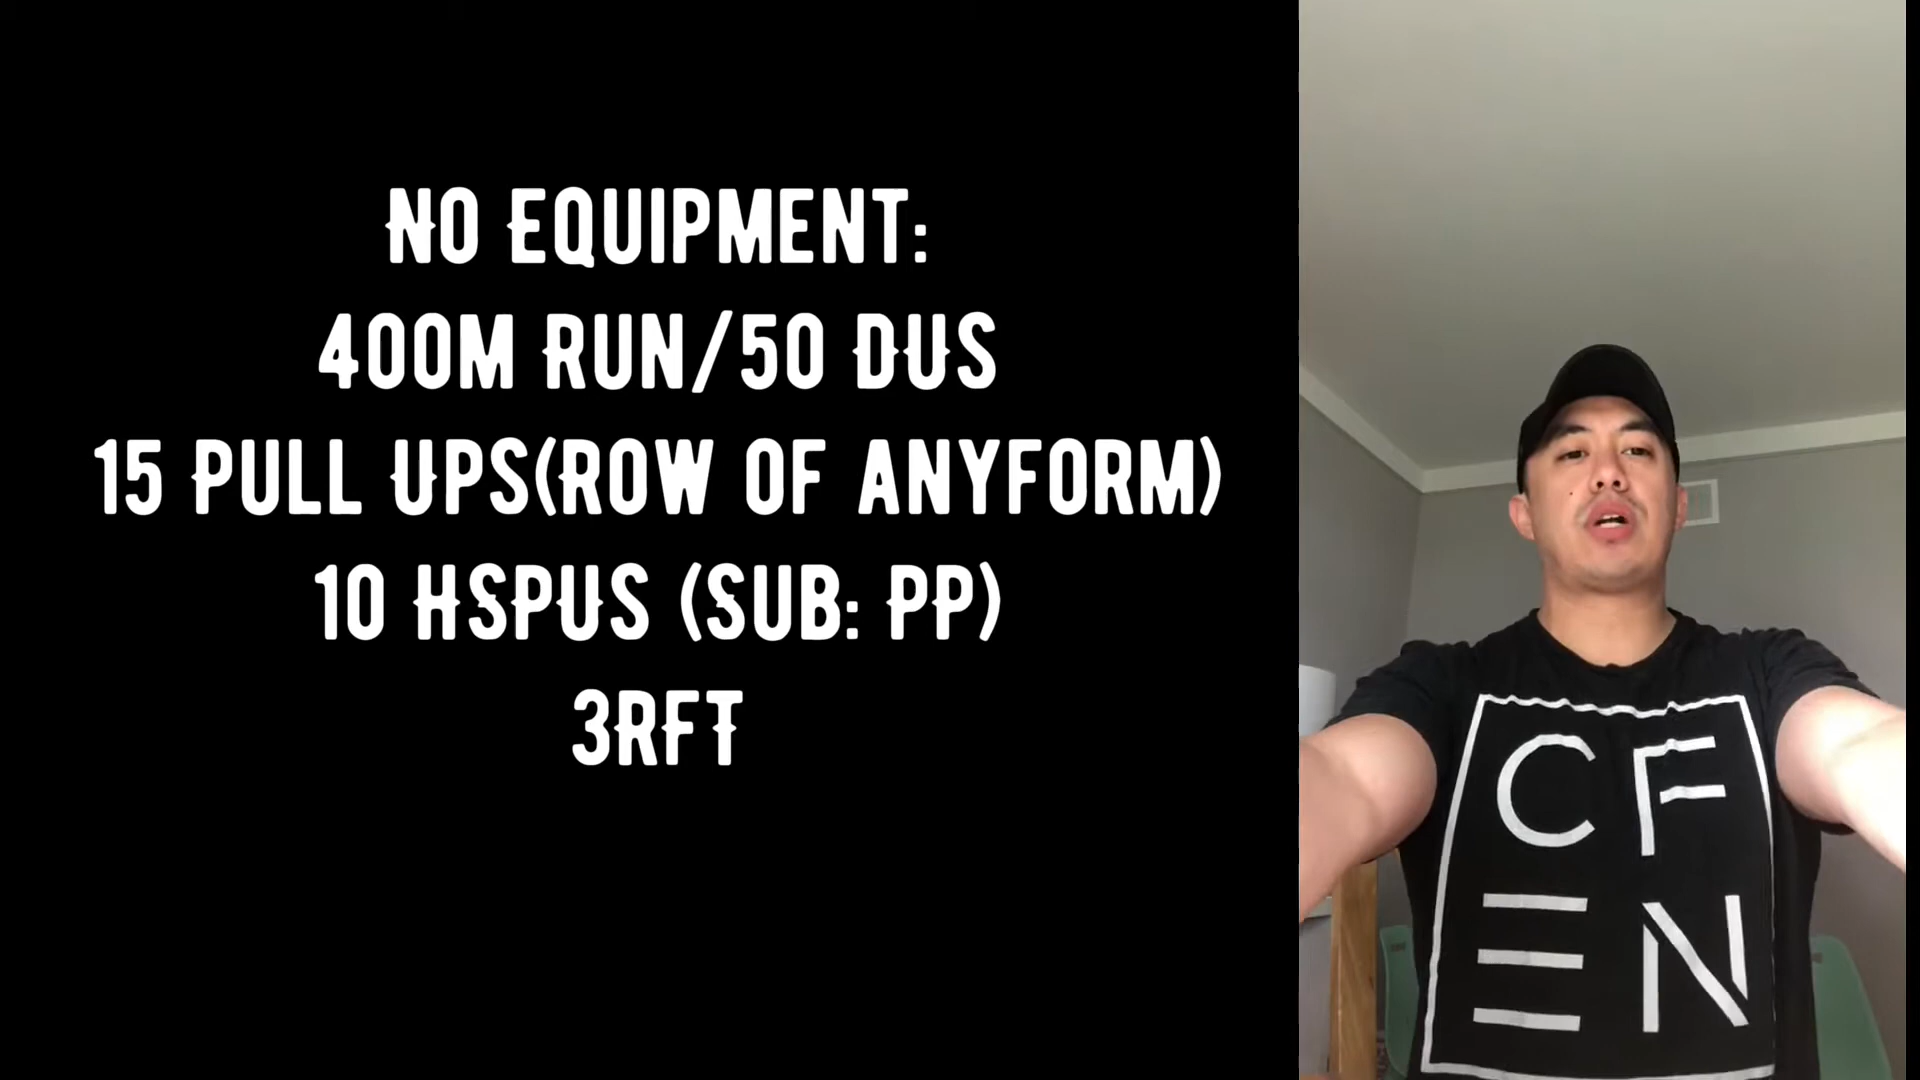 No Equipment:
400m Run/50 DUs
15 Pull Ups(Row of anyform)
10 HSPUs (Sub: PP)
3RFT
CF
EN